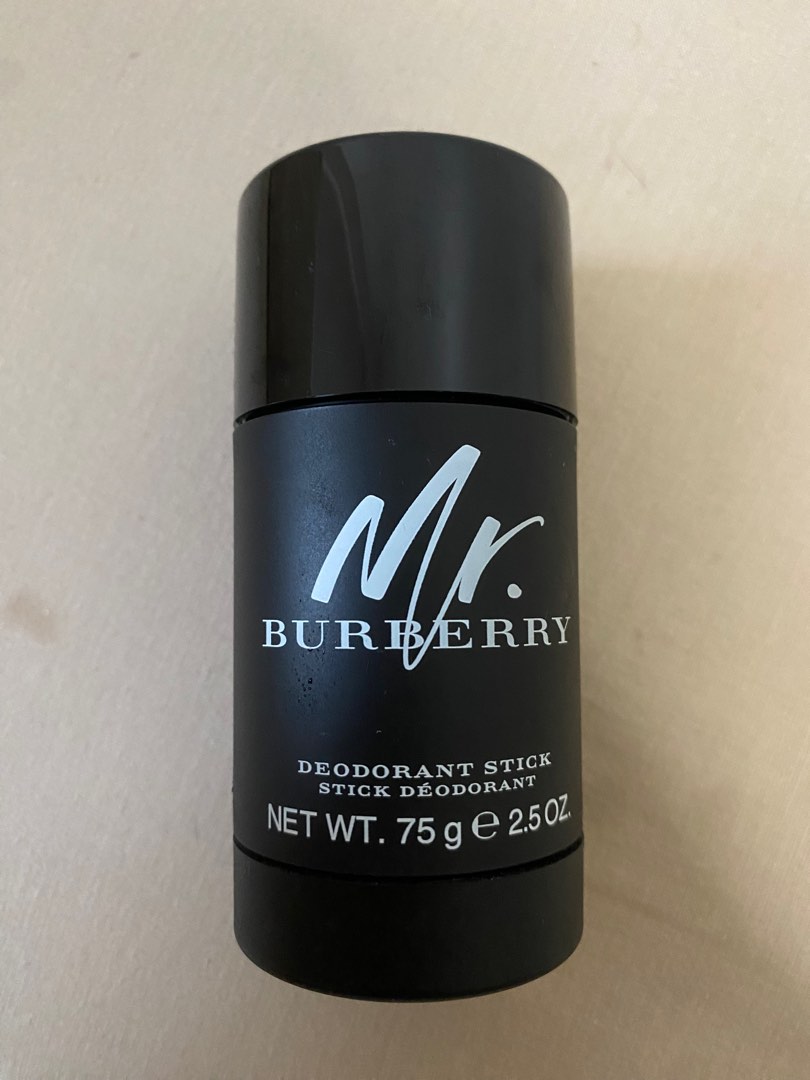 Mr.
BURBERRY
DEODORANT STICK
STICK DÉODORANT
NET WT. 75 g ℮ 2.5 OZ.